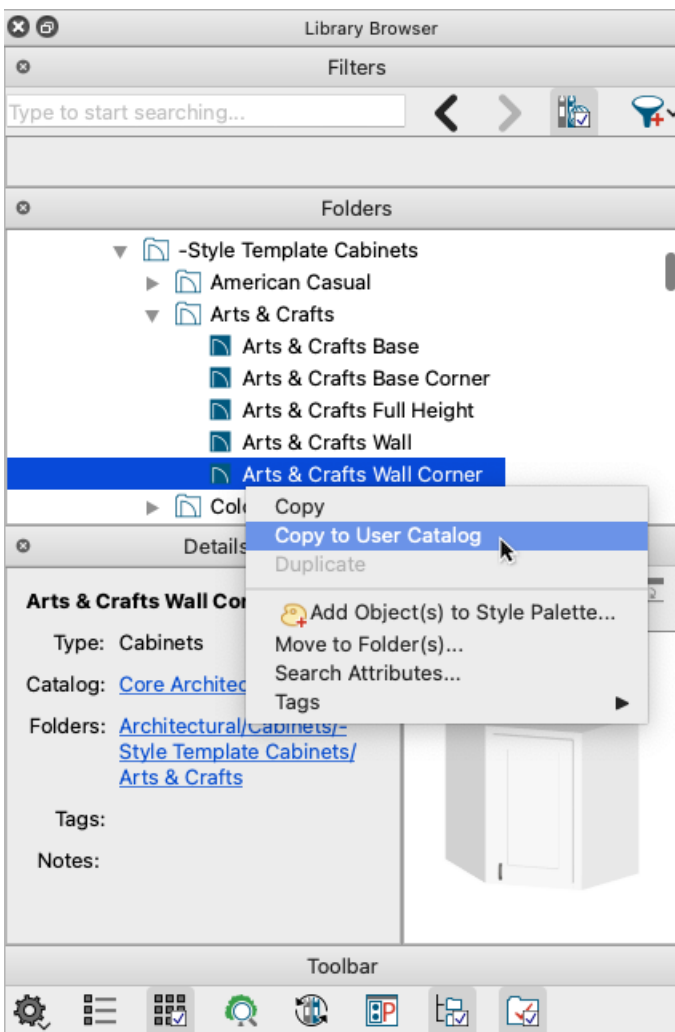 Library Browser
Filters
Type to start searching...
Folders
-Style Template Cabinets
American Casual
Arts & Crafts
Arts & Crafts Base
Arts & Crafts Base Corner
Arts & Crafts Full Height
Arts & Crafts Wall
Arts & Crafts Wall Corner
Copy
Copy to User Catalog
Duplicate
Add Object(s) to Style Palette...
Move to Folder(s)...
Search Attributes...
Tags
Details
Arts & Crafts Wall
Type: Cabinets
Catalog: Core
Folders: Architectural/Cabinets/-
Style Template Cabinets/
Arts & Crafts
Tags:
Notes:
Toolbar
P